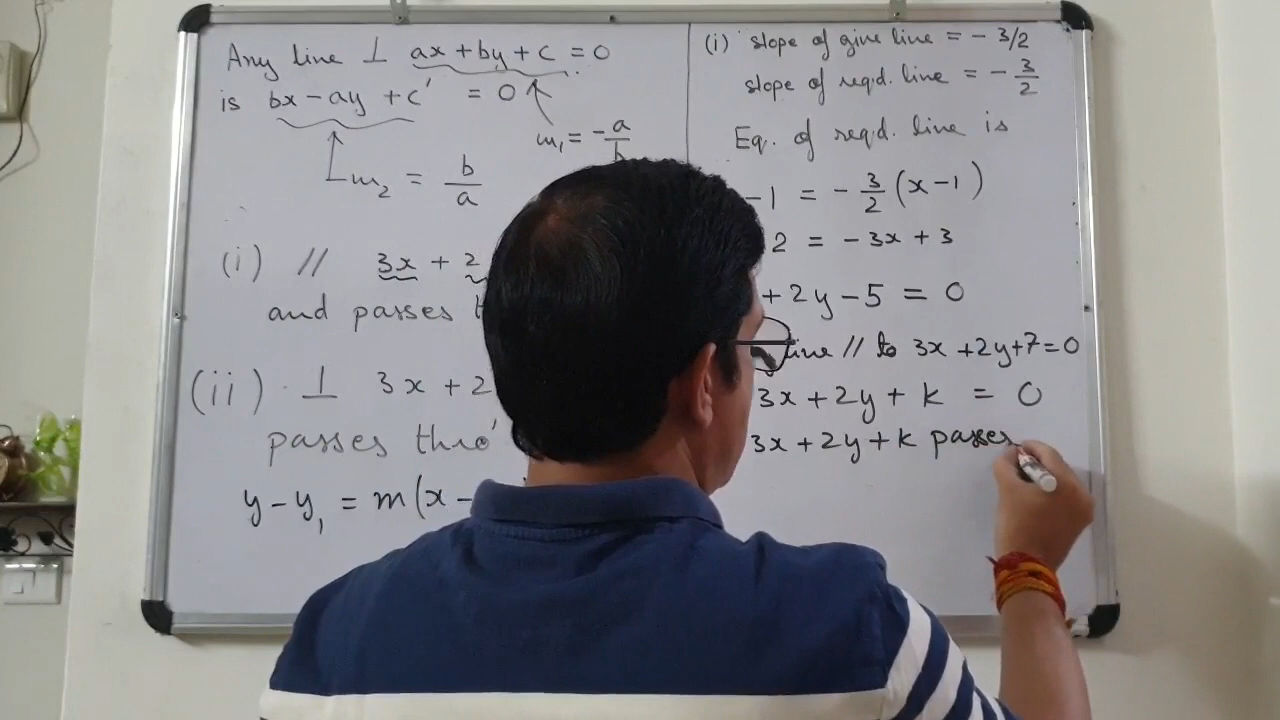 Any line ⊥ ax + by + c = 0
is bx - ay + c' = 0
m₁ = -a/b
m₂ = b/a
(i) // 3x + 2
and passes t
(ii) ⊥ 3x + 2
passes thro'
y - y₁ = m(x -
(i) slope of give line = - 3/2
slope of reqd. line = - 3/2
Eq. of reqd. line is
-1 = - 3/2 (x - 1)
2 = - 3x + 3
+ 2y - 5 = 0
line // to 3x + 2y + 7 = 0
3x + 2y + k = 0
3x + 2y + k passes